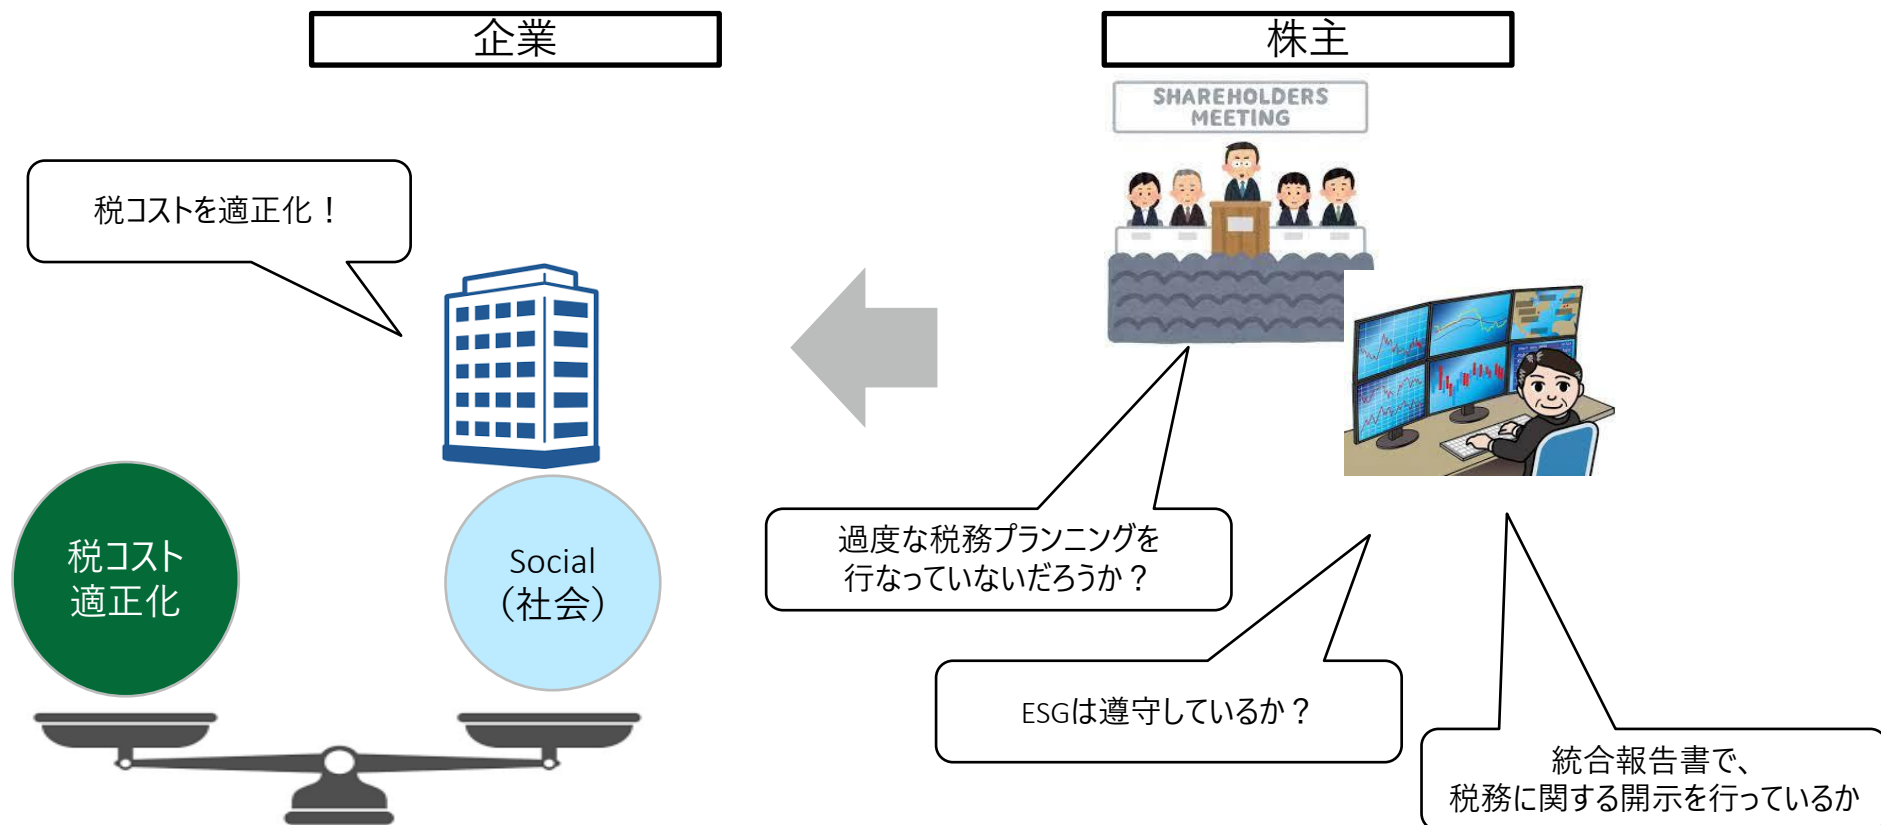 企業
株主
SHAREHOLDERS
MEETING
税コストを適正化！
税コスト
適正化
Social
（社会）
過度な税務プランニングを
行なっていないだろうか？
ESGは遵守しているか？
統合報告書で、
税務に関する開示を行っているか